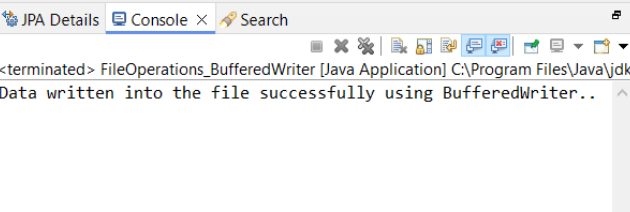 JPA Details Console Search
<terminated> FileOperations_BufferedWriter [Java Application] C:\Program Files\Java\jdk
Data written into the file successfully using BufferedWriter..